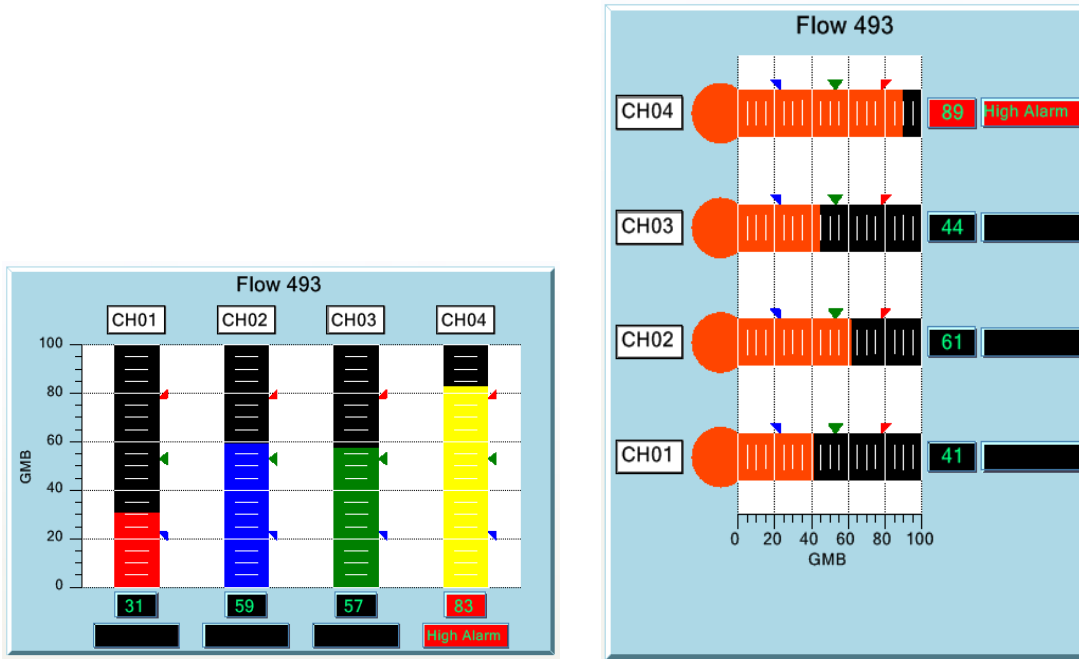 Flow 493
CH01 CH02 CH03 CH04
100
80
60
40
20
0
GMB
31 59 57 83
High Alarm
Flow 493
CH04 89 High Alarm
CH03 44
CH02 61
CH01 41
0 20 40 60 80 100
GMB